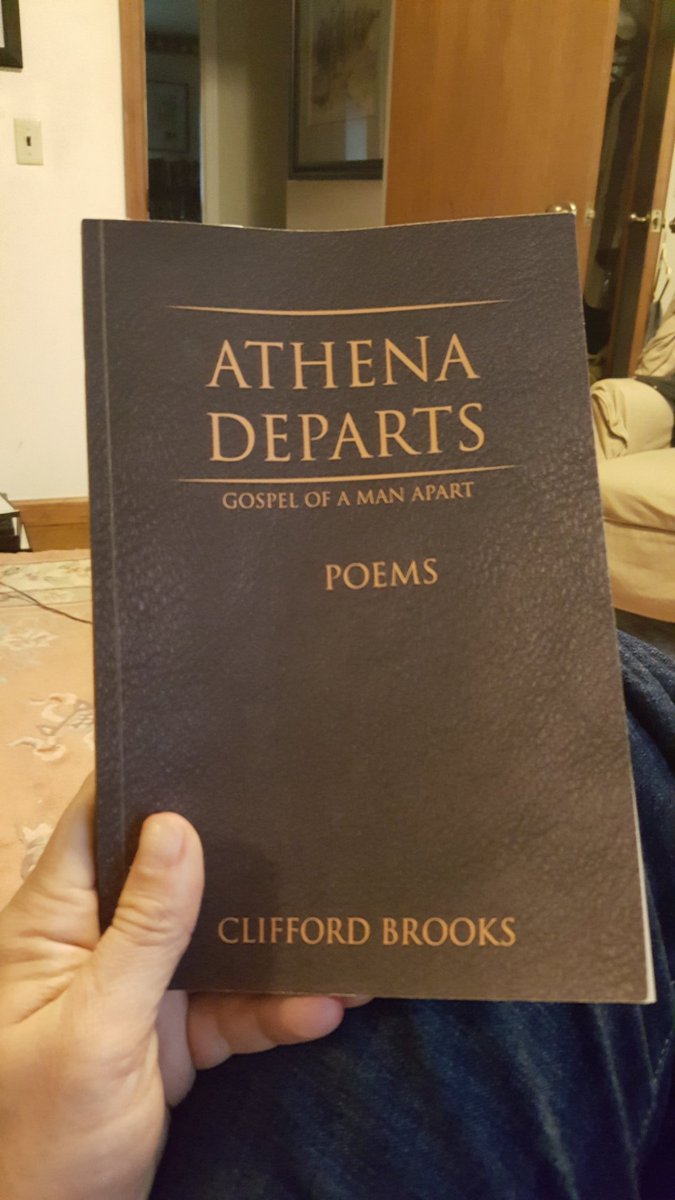 ATHENA
DEPARTS
GOSPEL OF A MAN APART
POEMS
CLIFFORD BROOKS